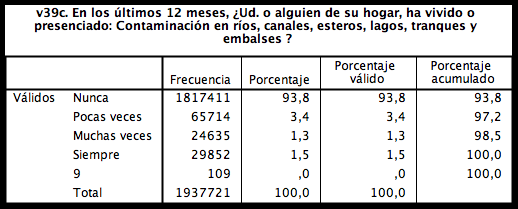 v39c. En los últimos 12 meses, ¿Ud. o alguien de su hogar, ha vivido o
presenciado: Contaminación en ríos, canales, esteros, lagos, tranques y
embalses ?
Frecuencia Porcentaje Porcentaje válido Porcentaje acumulado
Válidos Nunca 1817411 93,8 93,8 93,8
Pocas veces 65714 3,4 3,4 97,2
Muchas veces 24635 1,3 1,3 98,5
Siempre 29852 1,5 1,5 100,0
9 109 ,0 ,0 100,0
Total 1937721 100,0 100,0